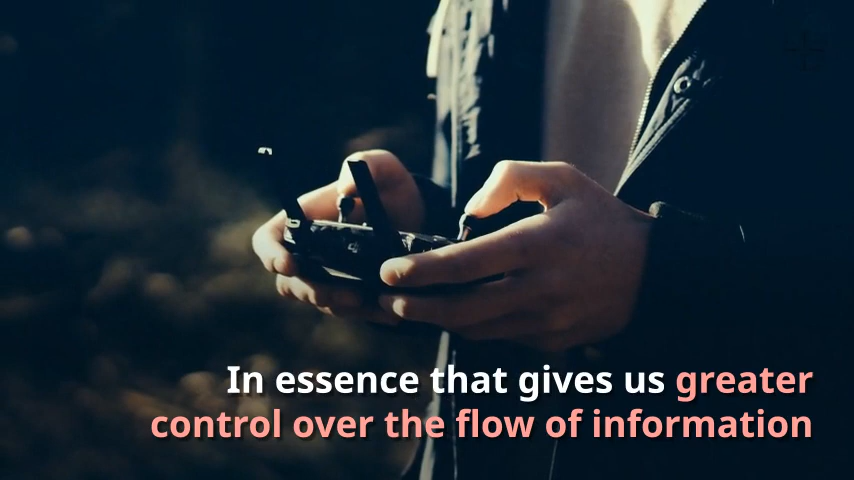 In essence that gives us greater
control over the flow of information